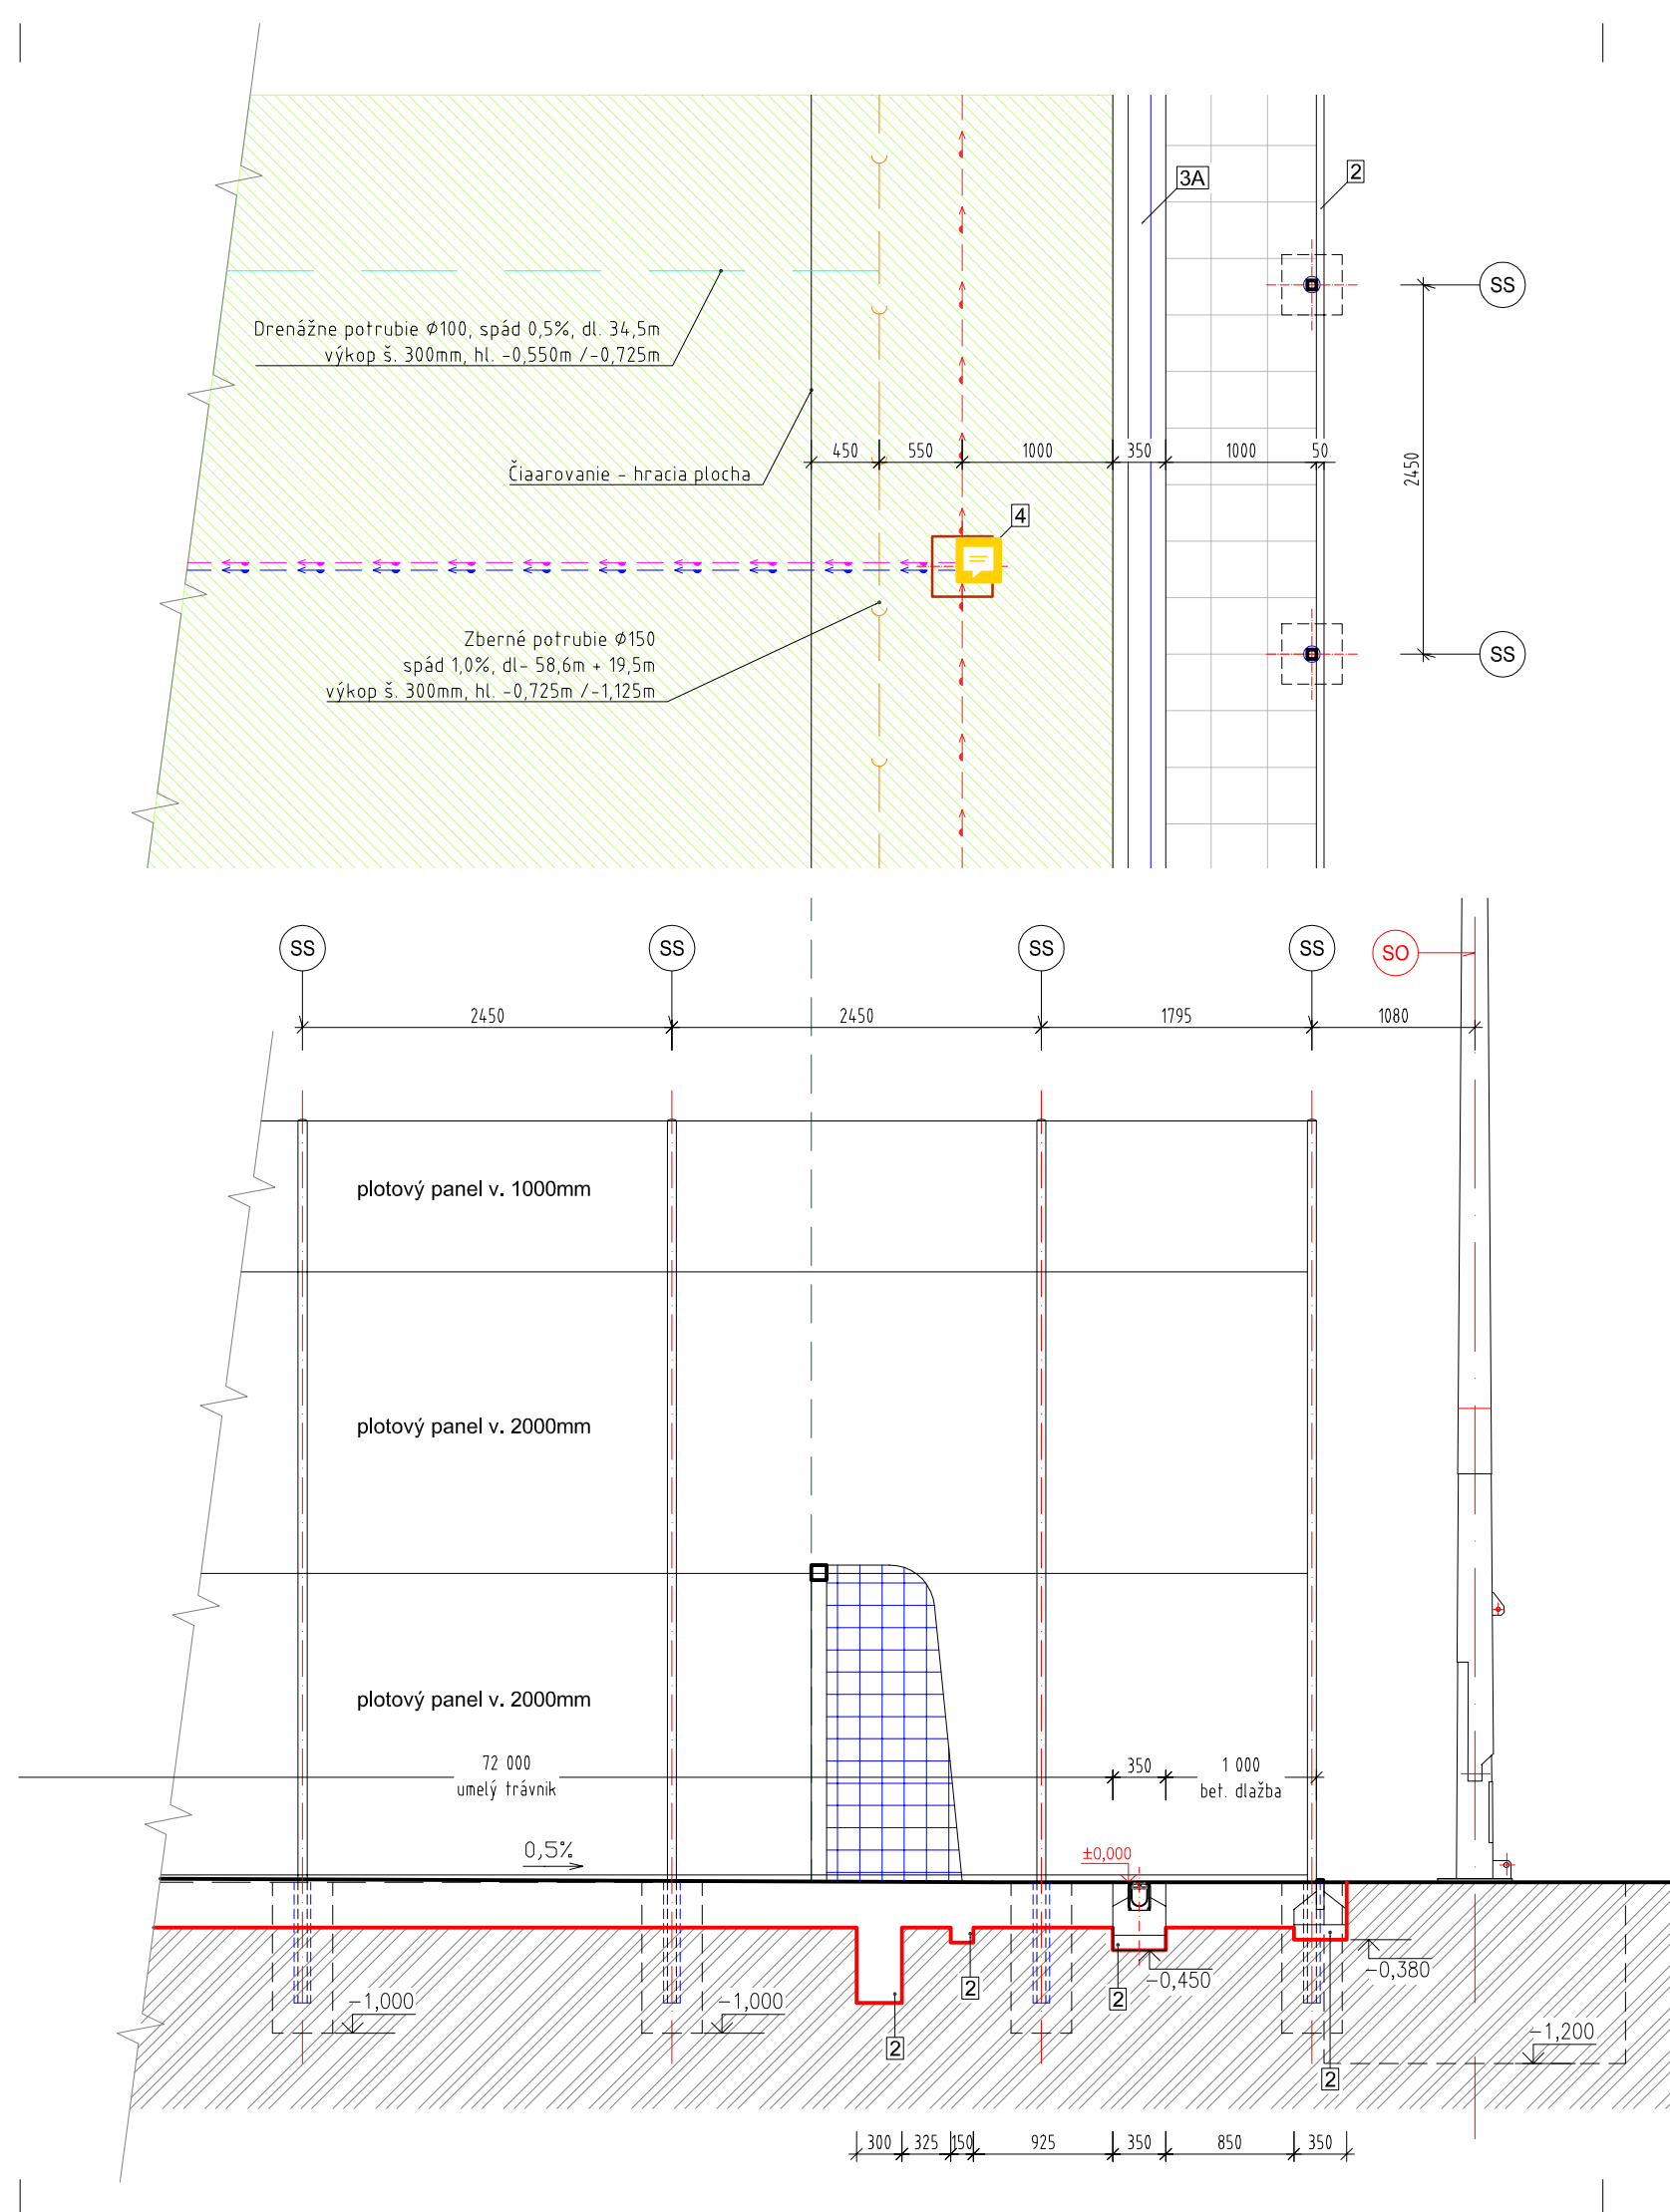 3A
2
SS
Drenážne potrubie Ø100, spád 0,5%, dl. 34,5m
výkop š. 300mm, hl. -0,550m /-0,725m
450 550 1000 350 1000 50
2450
Čiaarovanie - hracia plocha
4
Zberné potrubie Ø150
spád 1,0%, dl- 58,6m + 19,5m
výkop š. 300mm, hl. -0,725m /-1,125m
SS
SS SS SS SS SO
2450 2450 1795 1080
plotový panel v. 1000mm
plotový panel v. 2000mm
plotový panel v. 2000mm
72 000 350 1 000
umelý trávnik bet. dlažba
0,5%
±0,000
-0,450 -0,380
2 2
-1,000 -1,000
-1,200
2 2
300 325 150 925 350 850 350